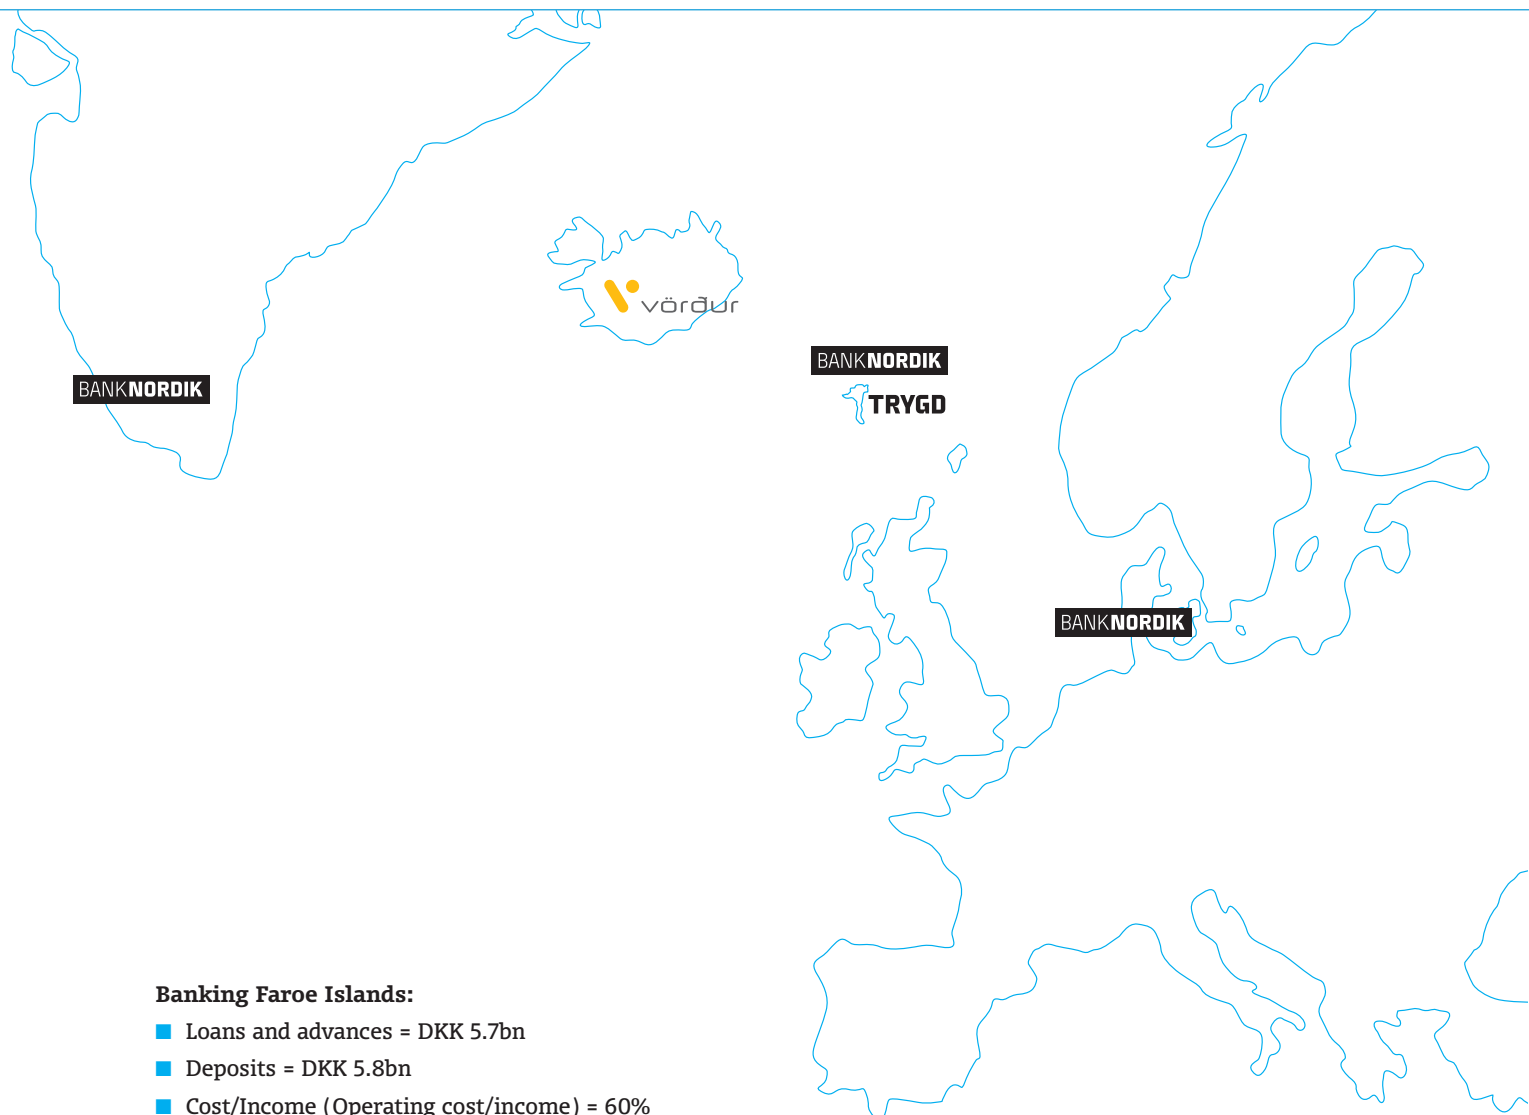 vörður
BANKNORDIK
BANKNORDIK
TRYGD
BANKNORDIK
Banking Faroe Islands:
Loans and advances = DKK 5.7bn
Deposits = DKK 5.8bn
Cost/Income (Operating cost/income) = 60%